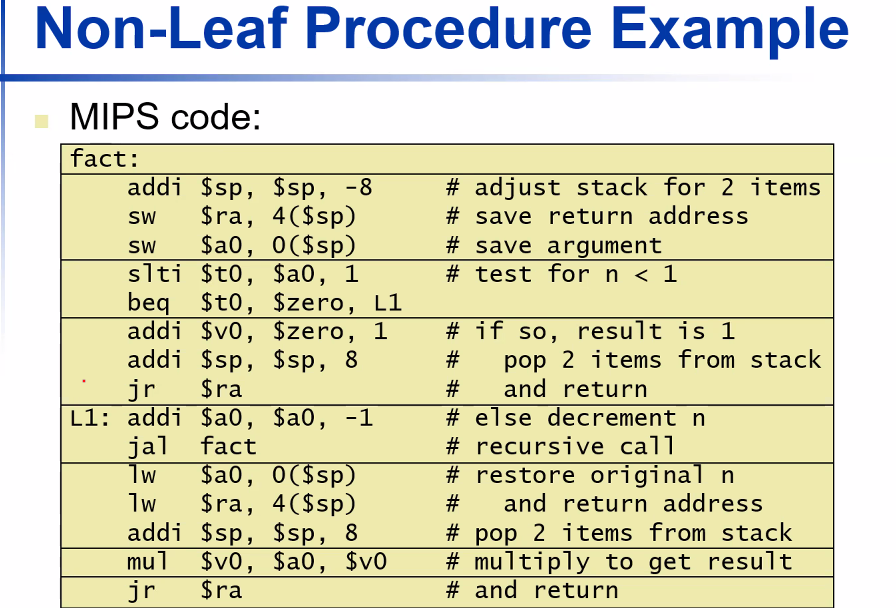 Non-Leaf Procedure Example
MIPS code:
fact:
addi $sp, $sp, -8 # adjust stack for 2 items
sw $ra, 4($sp) # save return address
sw $a0, 0($sp) # save argument
slti $t0, $a0, 1 # test for n < 1
beq $t0, $zero, L1
addi $v0, $zero, 1 # if so, result is 1
addi $sp, $sp, 8 # pop 2 items from stack
jr $ra # and return
L1: addi $a0, $a0, -1 # else decrement n
jal fact # recursive call
lw $a0, 0($sp) # restore original n
lw $ra, 4($sp) # and return address
addi $sp, $sp, 8 # pop 2 items from stack
mul $v0, $a0, $v0 # multiply to get result
jr $ra # and return